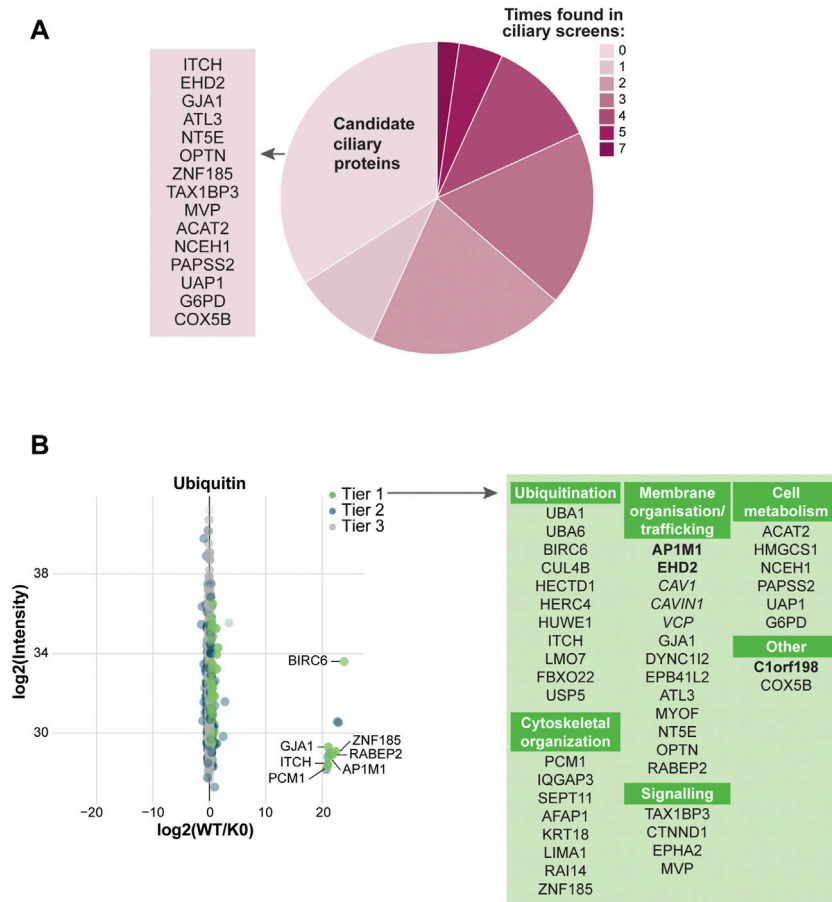 A
Times found in
ciliary screens:
0
1
2
3
4
5
7
ITCH
EHD2
GJA1
ATL3
NT5E
OPTN
ZNF185
TAX1BP3
MVP
ACAT2
NCEH1
PAPSS2
UAP1
G6PD
COX5B
Candidate
ciliary
proteins
B
Ubiquitin
Tier 1
Tier 2
Tier 3
log2(Intensity)
38
34
30
BIRC6
GJA1
ZNF185
RABEP2
ITCH
AP1M1
PCM1
−20
−10
0
10
20
log2(WT/K0)
Ubiquitination
UBA1
UBA6
BIRC6
CUL4B
HECTD1
HERC4
HUWE1
ITCH
LMO7
FBXO22
USP5
Cytoskeletal
organization
PCM1
IQGAP3
SEPT11
AFAP1
KRT18
LIMA1
RAI14
ZNF185
Membrane
organisation/
trafficking
AP1M1
EHD2
CAV1
CAVIN1
VCP
GJA1
DYNC1I2
EPB41L2
ATL3
MYOF
NT5E
OPTN
RABEP2
Signalling
TAX1BP3
CTNND1
EPHA2
MVP
Cell
metabolism
ACAT2
HMGCS1
NCEH1
PAPSS2
UAP1
G6PD
Other
C1orf198
COX5B